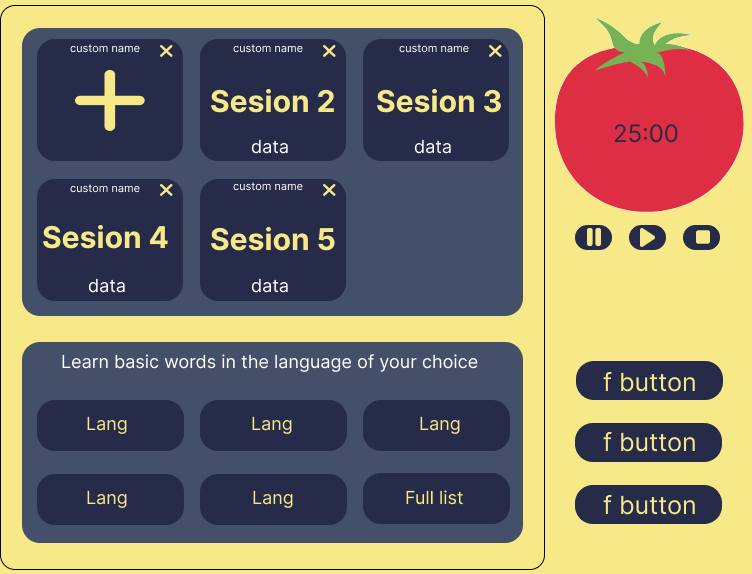 custom name
custom name
Sesion 2
data
custom name
Sesion 3
data
custom name
Sesion 4
data
custom name
Sesion 5
data
Learn basic words in the language of your choice
Lang
Lang
Lang
Lang
Lang
Full list
25:00
f button
f button
f button